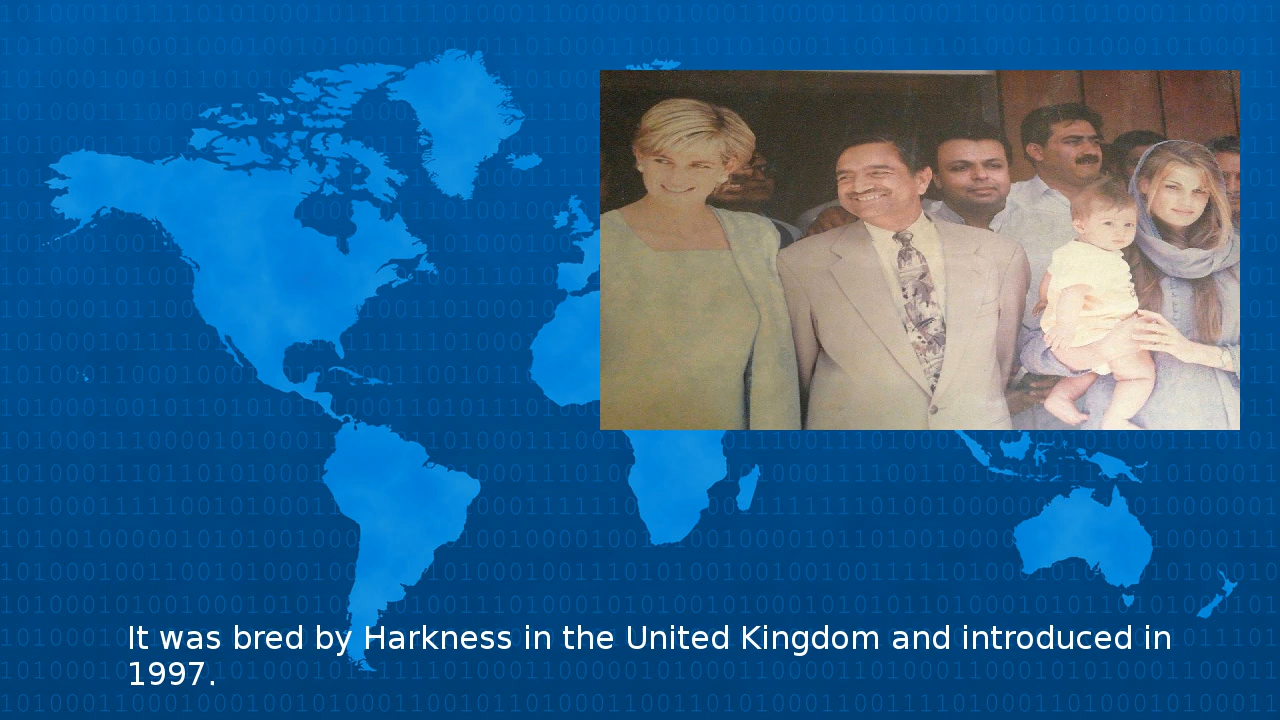 It was bred by Harkness in the United Kingdom and introduced in
1997.